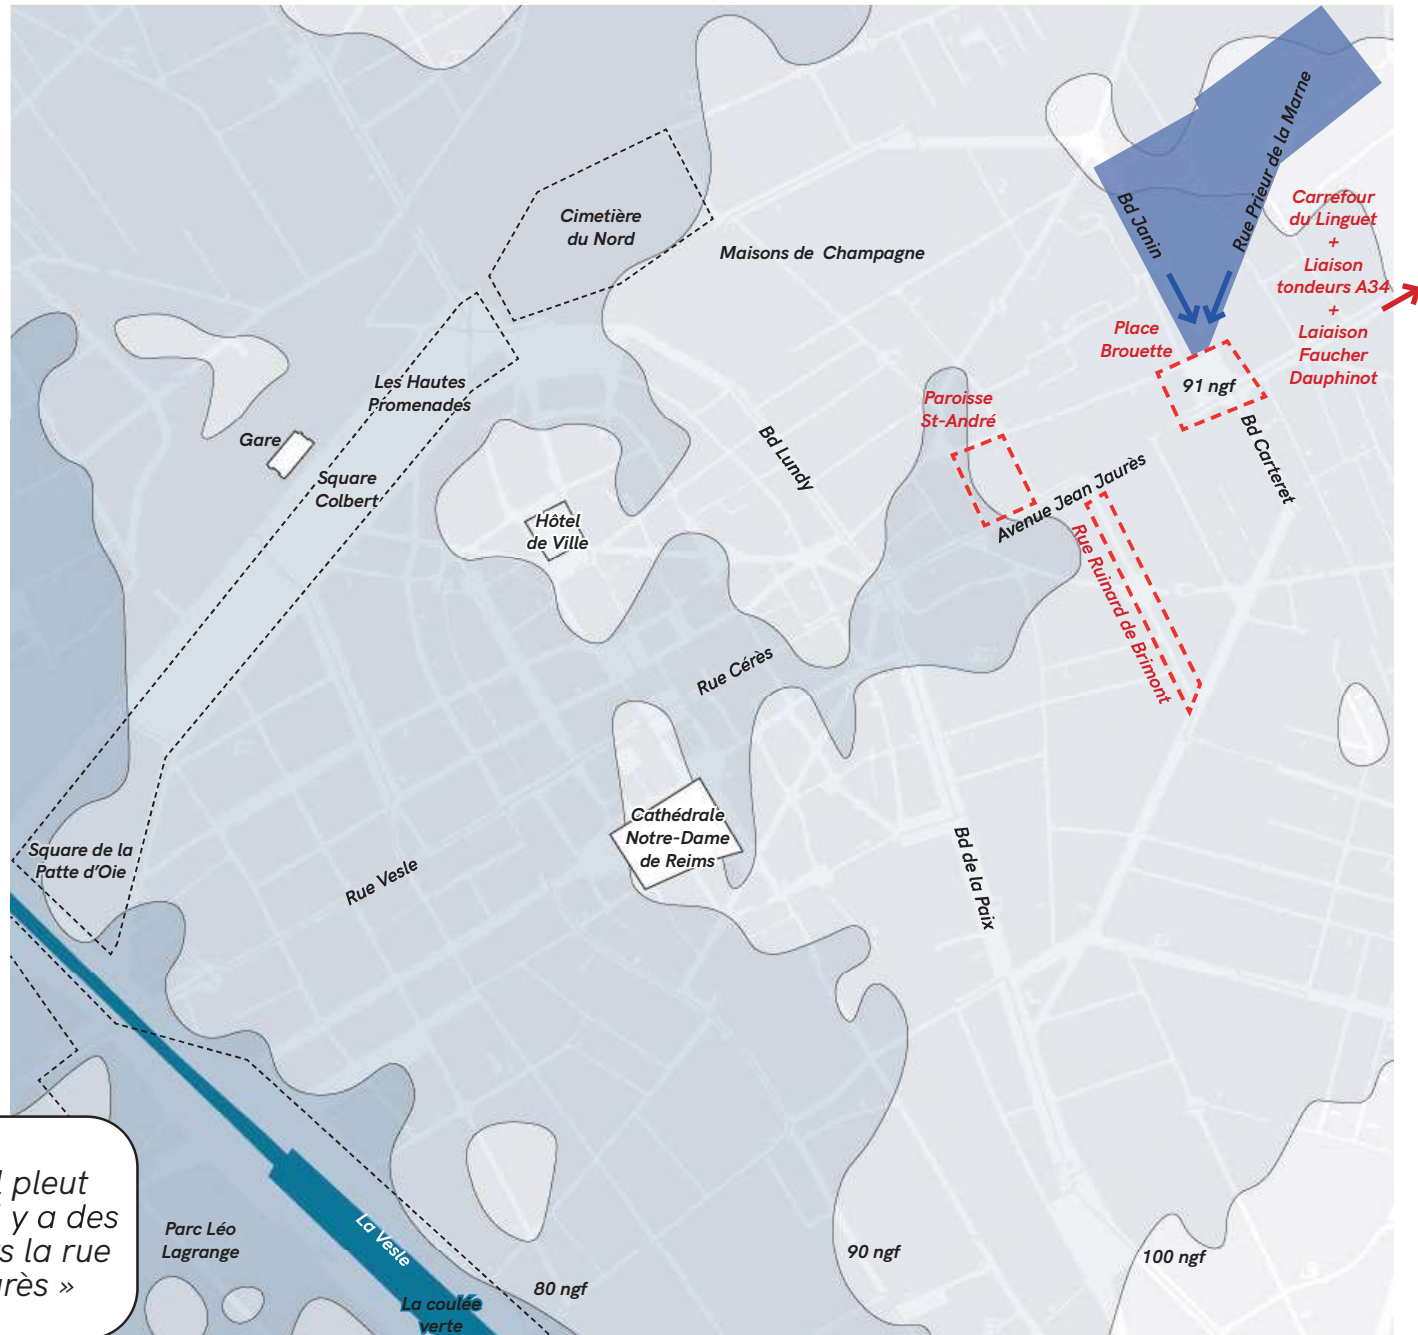 Rue Prieur de la Marne
Bd Janin
Carrefour
du Linguet
+
Liaison
tondeurs A34
+
Laiaison
Faucher
Dauphinot
Cimetière
du Nord
Maisons de Champagne
Place
Brouette
91 ngf
Les Hautes
Promenades
Paroisse
St-André
Bd Carteret
Gare
Bd Lundy
Avenue Jean Jaurès
Square
Colbert
Hôtel
de Ville
Rue Ruinard de Brimont
Rue Cérès
Cathédrale
Notre-Dame
de Reims
Square de la
Patte d'Oie
Rue Vesle
Bd de la Paix
pleut
y a des
s la rue
rès »
Parc Léo
Lagrange
La Vesle
La coulée
verte
80 ngf
90 ngf
100 ngf